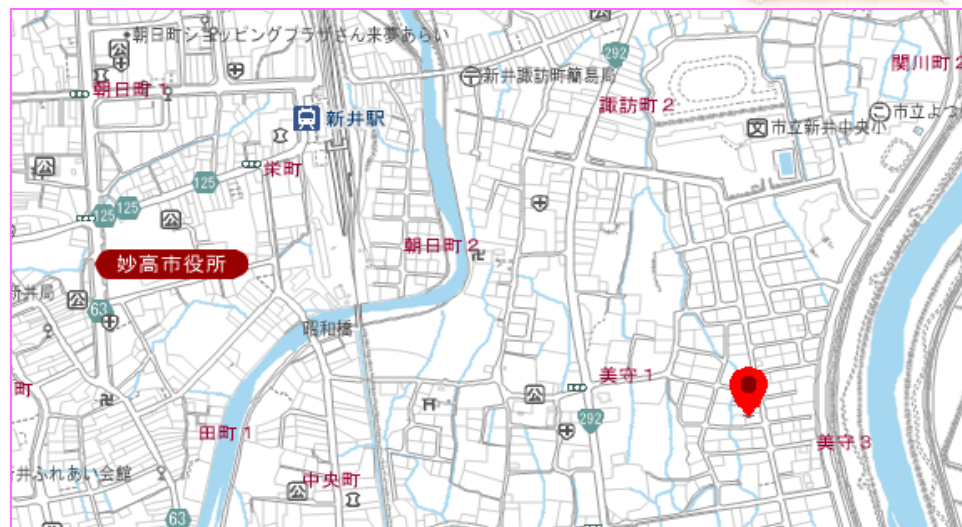 朝日町ショッピングプラザさん来夢あらい
292
関川町2
新井諏訪町簡易局
朝日町1
諏訪町2
市立よつ
新井駅
市立新井中央小
栄町
125
125
125
朝日町2
妙高市役所
新井局
63
昭和橋
美守1
町
292
田町1
美守3
井ふれあい会館
中央町
63